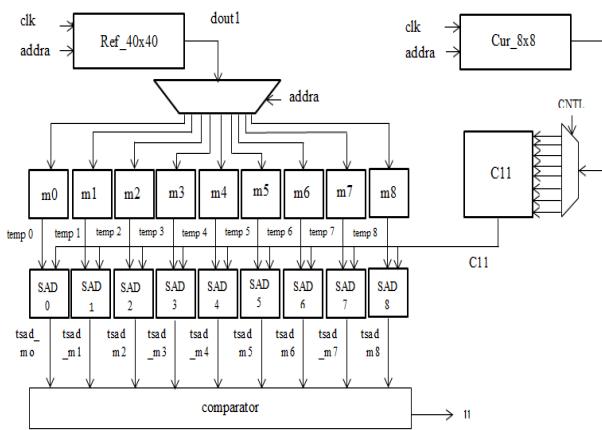 clk
addra
Ref_40x40
dout1
addra
clk
addra
Cur_8x8
CNTL
C11
m0
m1
m2
m3
m4
m5
m6
m7
m8
temp 0
temp 1
temp 2
temp 3
temp 4
temp 5
temp 6
temp 7
temp 8
C11
SAD
0
SAD
1
SAD
2
SAD
3
SAD
4
SAD
5
SAD
6
SAD
7
SAD
8
tsad_
mo
tsad
_m1
tsad
m2
tsad
_m3
tsad
_m4
tsad
m5
tsad
m6
tsad
_m7
tsad
m8
comparator